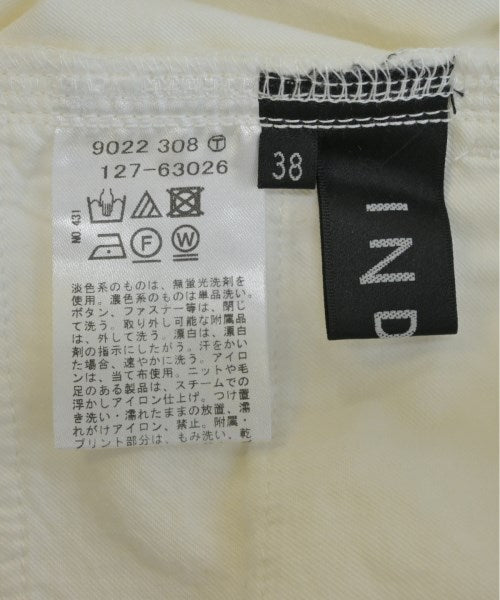 9022 308 Ⓣ
127-63026
NO.431
F
W
淡色系のものは、無蛍光洗剤を
使用。濃色系のものは単品洗い。
ボタン、ファスナー等は、閉じ
て洗う。取り外し可能な附属品
は、外して洗う。漂白は、漂白
剤の指示にしたがう。汗をかい
た場合、速やかに洗う。アイロ
ンは、当て布使用。ニットや毛
足のある製品は、スチームでの
浮かしアイロン仕上げ。つけ置
き洗い・濡れたままの放置、濡
れがけアイロン、禁止。附属・
プリント部分は、もみ洗い、乾
38
IND